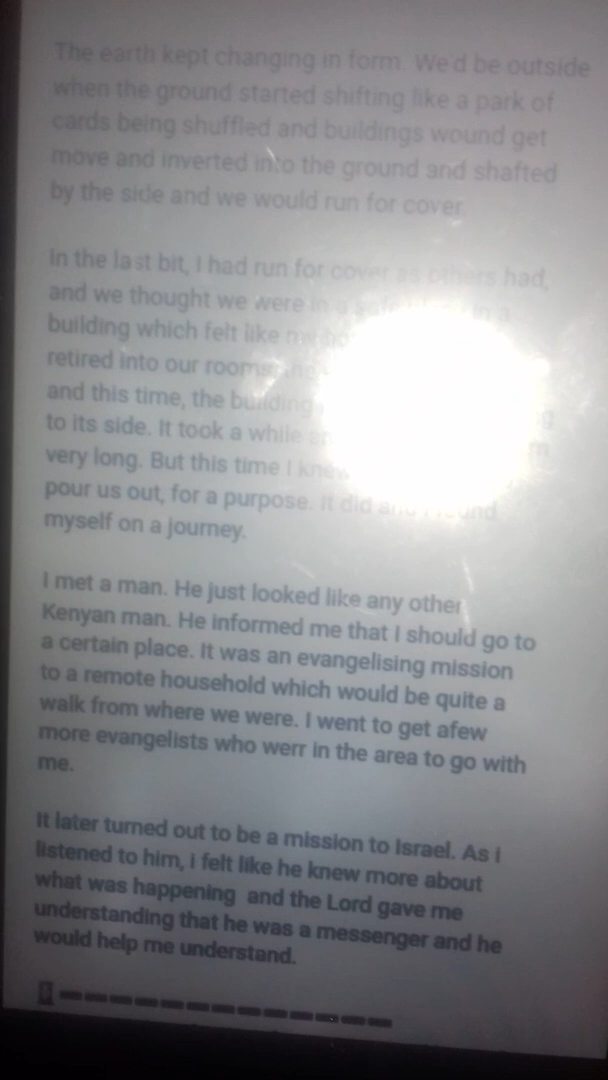 The earth kept changing in form. We'd be outside
when the ground started shifting like a park of
cards being shuffled and buildings wound get
move and inverted into the ground and shafted
by the side and we would run for cover.
In the last bit, I had run for cover as others had,
and we thought we were in a safe in a
building which felt like
retired into our rooms, the
and this time, the building
to its side. It took a while
very long. But this time I knew
pour us out, for a purpose. It did and I found
myself on a journey.
I met a man. He just looked like any other
Kenyan man. He informed me that I should go to
a certain place. It was an evangelising mission
to a remote household which would be quite a
walk from where we were. I went to get afew
more evangelists who werr in the area to go with
me.
It later turned out to be a mission to Israel. As I
listened to him, I felt like he knew more about
what was happening and the Lord gave me
understanding that he was a messenger and he
would help me understand.